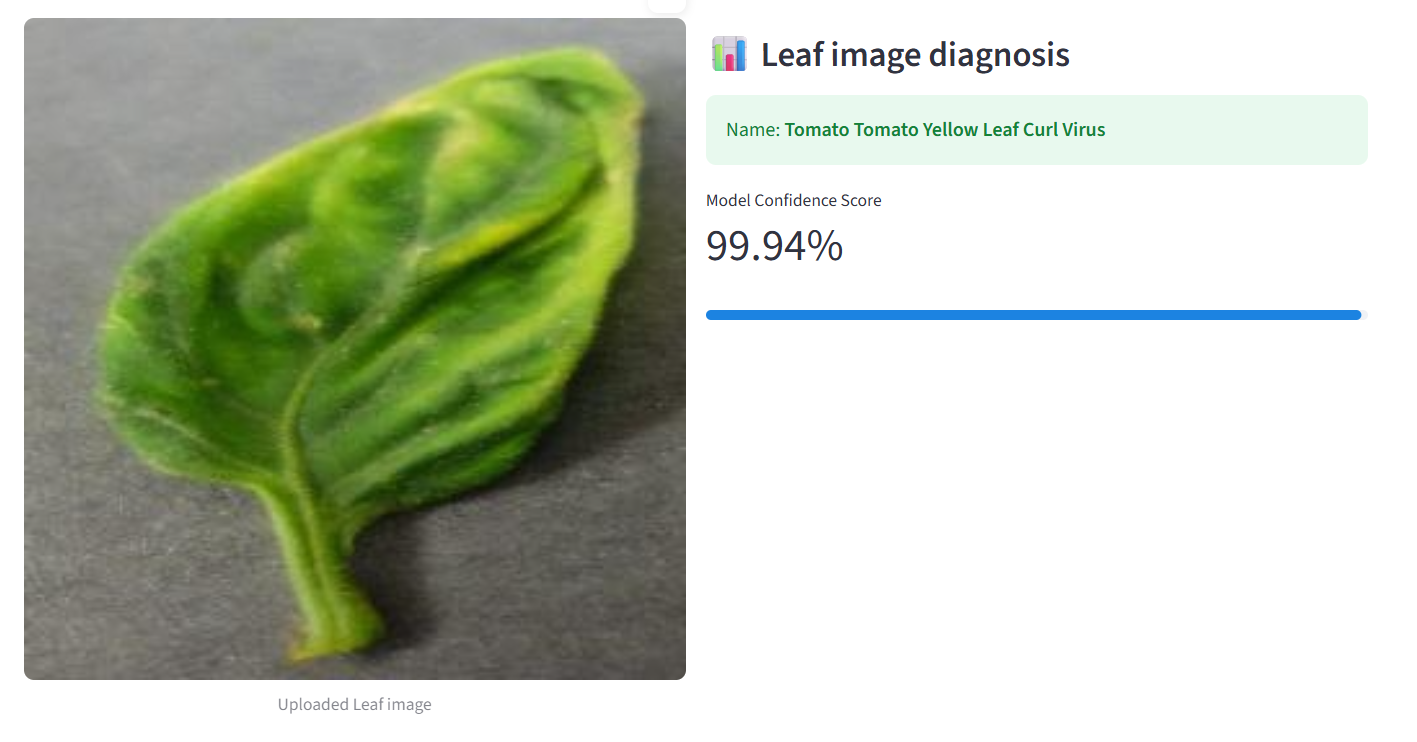 Leaf image diagnosis
Name: Tomato Tomato Yellow Leaf Curl Virus
Model Confidence Score
99.94%
Uploaded Leaf image